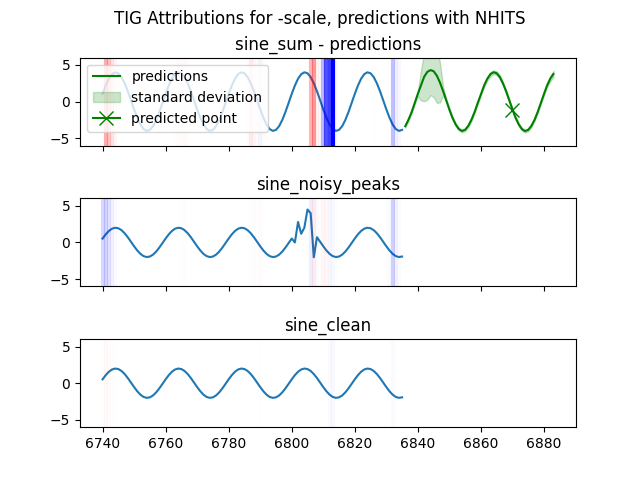 TIG Attributions for -scale, predictions with NHITS
sine_sum - predictions
5
0
−5
predictions
standard deviation
predicted point
sine_noisy_peaks
5
0
−5
sine_clean
5
0
−5
6740 6760 6780 6800 6820 6840 6860 6880